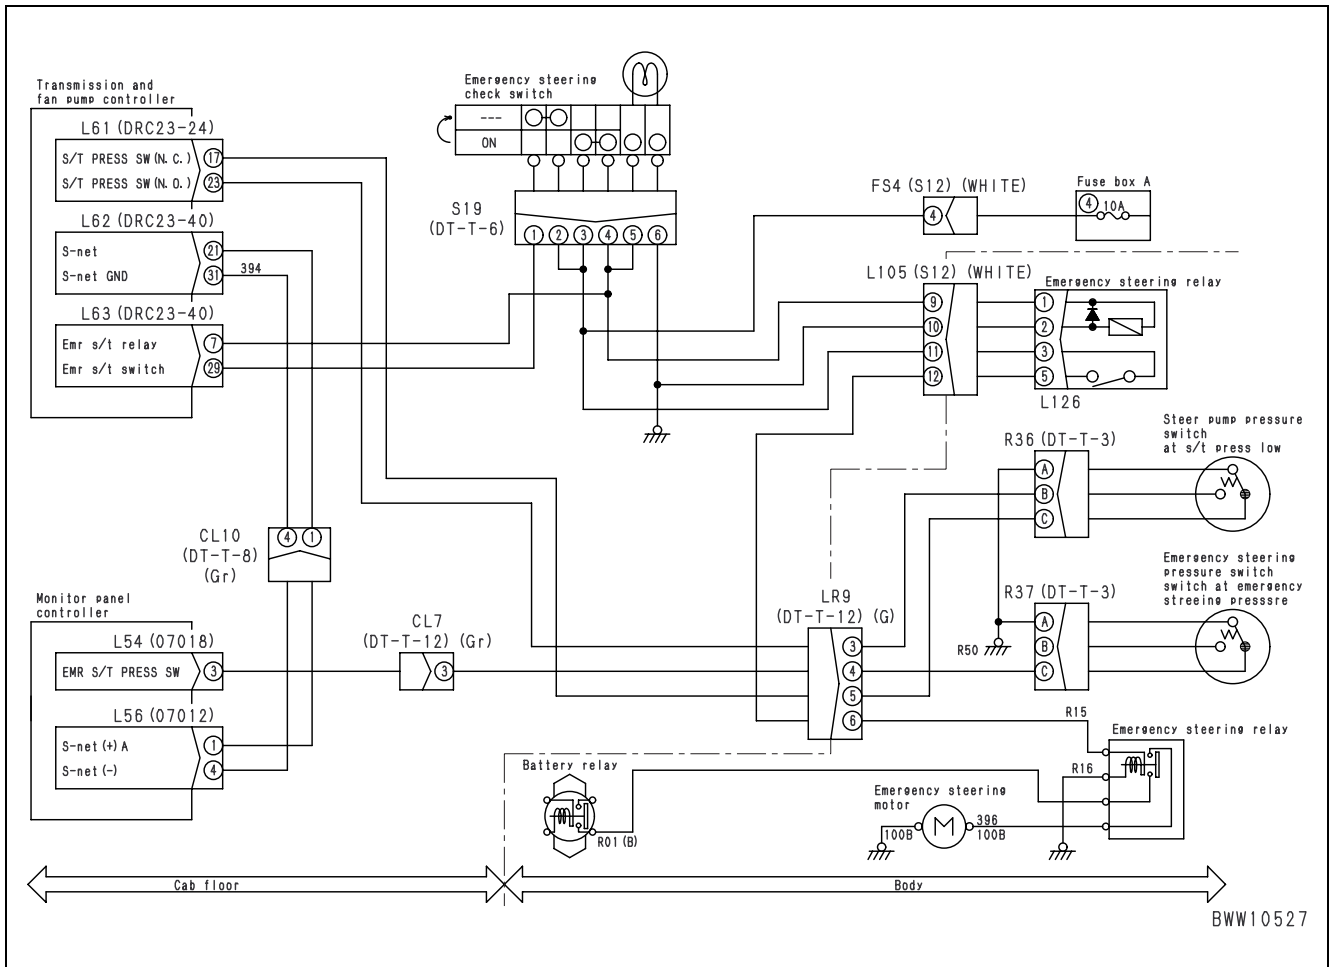 Transmission and
fan pump controller
L61 (DRC23-24)
S/T PRESS SW(N.C.) 17
S/T PRESS SW(N.O.) 23
L62 (DRC23-40)
S-net 21
S-net GND 31
394
L63 (DRC23-40)
Emr s/t relay 7
Emr s/t switch 29
Emergency steering
check switch
---
ON
S19
(DT-T-6)
1 2 3 4 5 6
FS4 (S12) (WHITE)
4
Fuse box A
4 10A
L105 (S12) (WHITE)
9
10
11
12
Emergency steering relay
1
2
3
5
L126
Steer pump pressure
switch
at s/t press low
R36 (DT-T-3)
A
B
C
CL10
(DT-T-8)
(Gr)
4 1
Emergency steering
pressure switch
switch at emergency
streeing presssre
R37 (DT-T-3)
A
B
C
R50
Monitor panel
controller
L54 (07018)
EMR S/T PRESS SW 3
L56 (07012)
S-net (+) A 1
S-net (-) 4
CL7
(DT-T-12) (Gr)
3
LR9
(DT-T-12) (G)
3
4
5
6
R15
Emergency steering relay
R16
Battery relay
R01 (B)
Emergency steering
motor
M
100B
396
100B
Cab floor
Body
BWW10527